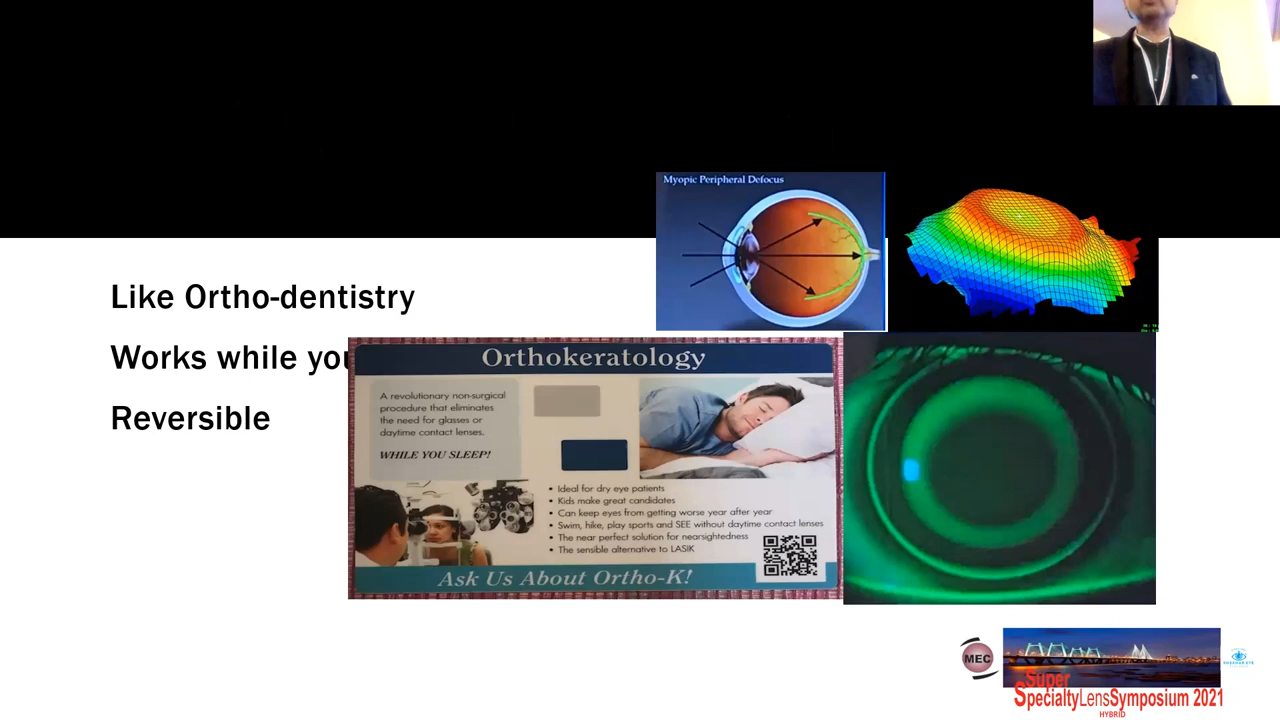 Myopic Peripheral Defocus
Like Ortho-dentistry
Works while you
Reversible
Orthokeratology
A revolutionary non-surgical
procedure that eliminates
the need for glasses or
daytime contact lenses.
WHILE YOU SLEEP!
• Ideal for dry eye patients
• Kids make great candidates
• Can keep eyes from getting worse year after year
• Swim, hike, play sports and SEE without daytime contact lenses
• The near perfect solution for nearsightedness
• The sensible alternative to LASIK
Ask Us About Ortho-K!
MEC
Super
SpecialtyLensSymposium 2021
HYBRID